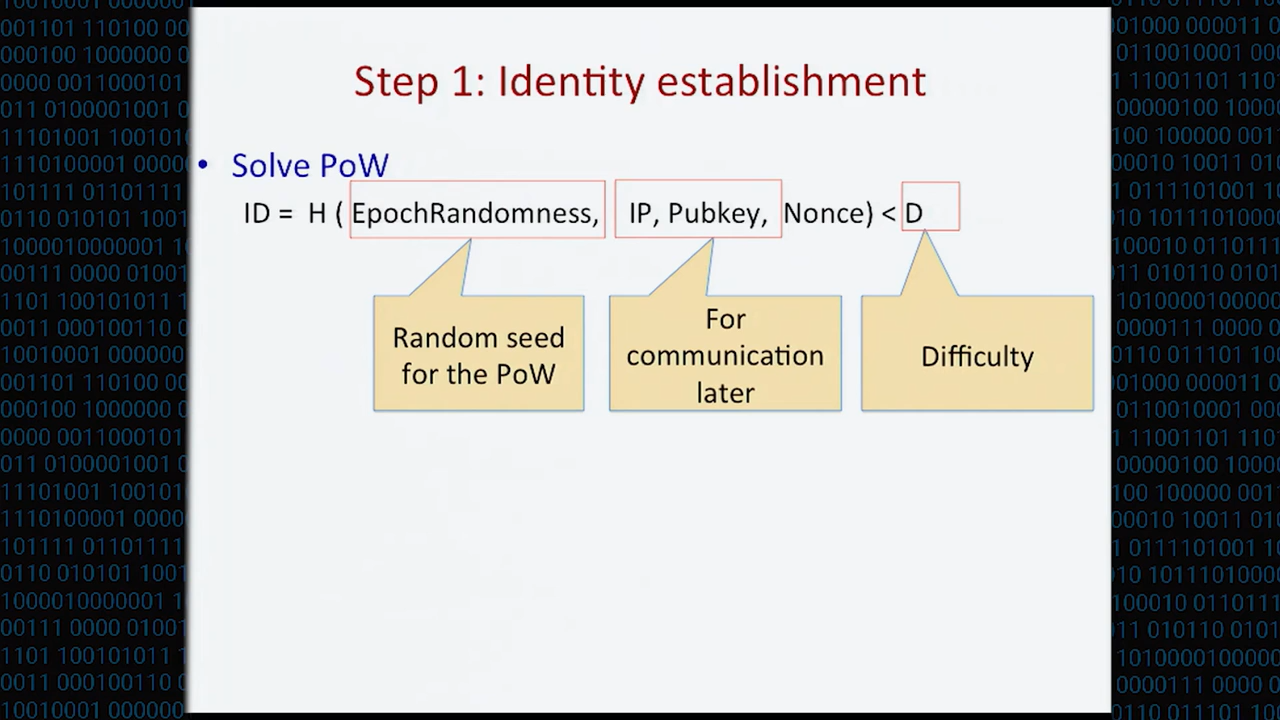 Step 1: Identity establishment
• Solve PoW
ID = H ( EpochRandomness, IP, Pubkey, Nonce) < D
Random seed
for the PoW
For
communication
later
Difficulty